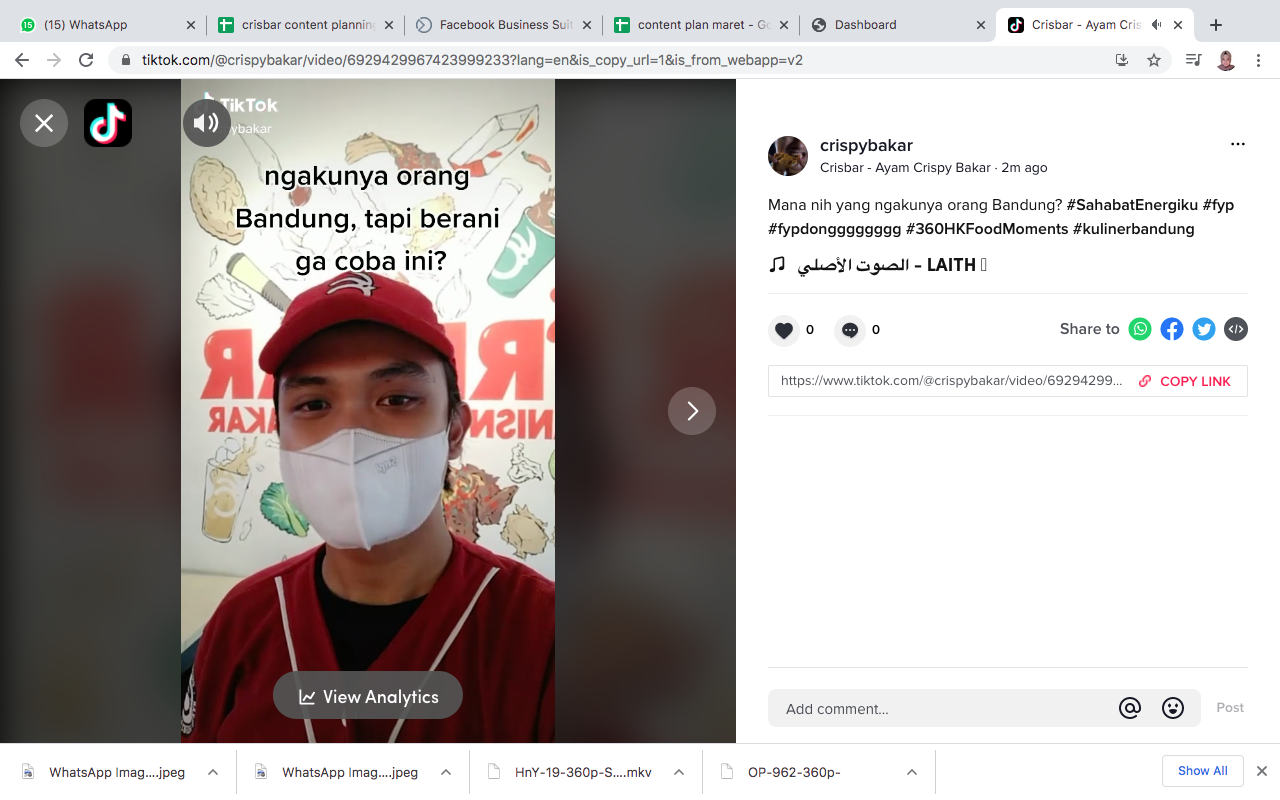 (15) WhatsApp
crisbar content planning
Facebook Business Suit
content plan maret - Go
Dashboard
Crisbar - Ayam Cris
tiktok.com/@crispybakar/video/6929429967423999233?lang=en&is_copy_url=1&is_from_webapp=v2
TikTok
ybakar
ngakunya orang
Bandung, tapi berani
ga coba ini?
View Analytics
crispybakar
Crisbar - Ayam Crispy Bakar · 2m ago
Mana nih yang ngakunya orang Bandung? #SahabatEnergiku #fyp
#fypdonggggggg #360HKFoodMoments #kulinerbandung
الصوت الأصلي - LAITH
0
0
Share to
https://www.tiktok.com/@crispybakar/video/69294299...
COPY LINK
Add comment...
Post
WhatsApp Imag....jpeg
WhatsApp Imag....jpeg
HnY-19-360p-S....mkv
OP-962-360p-
Show All